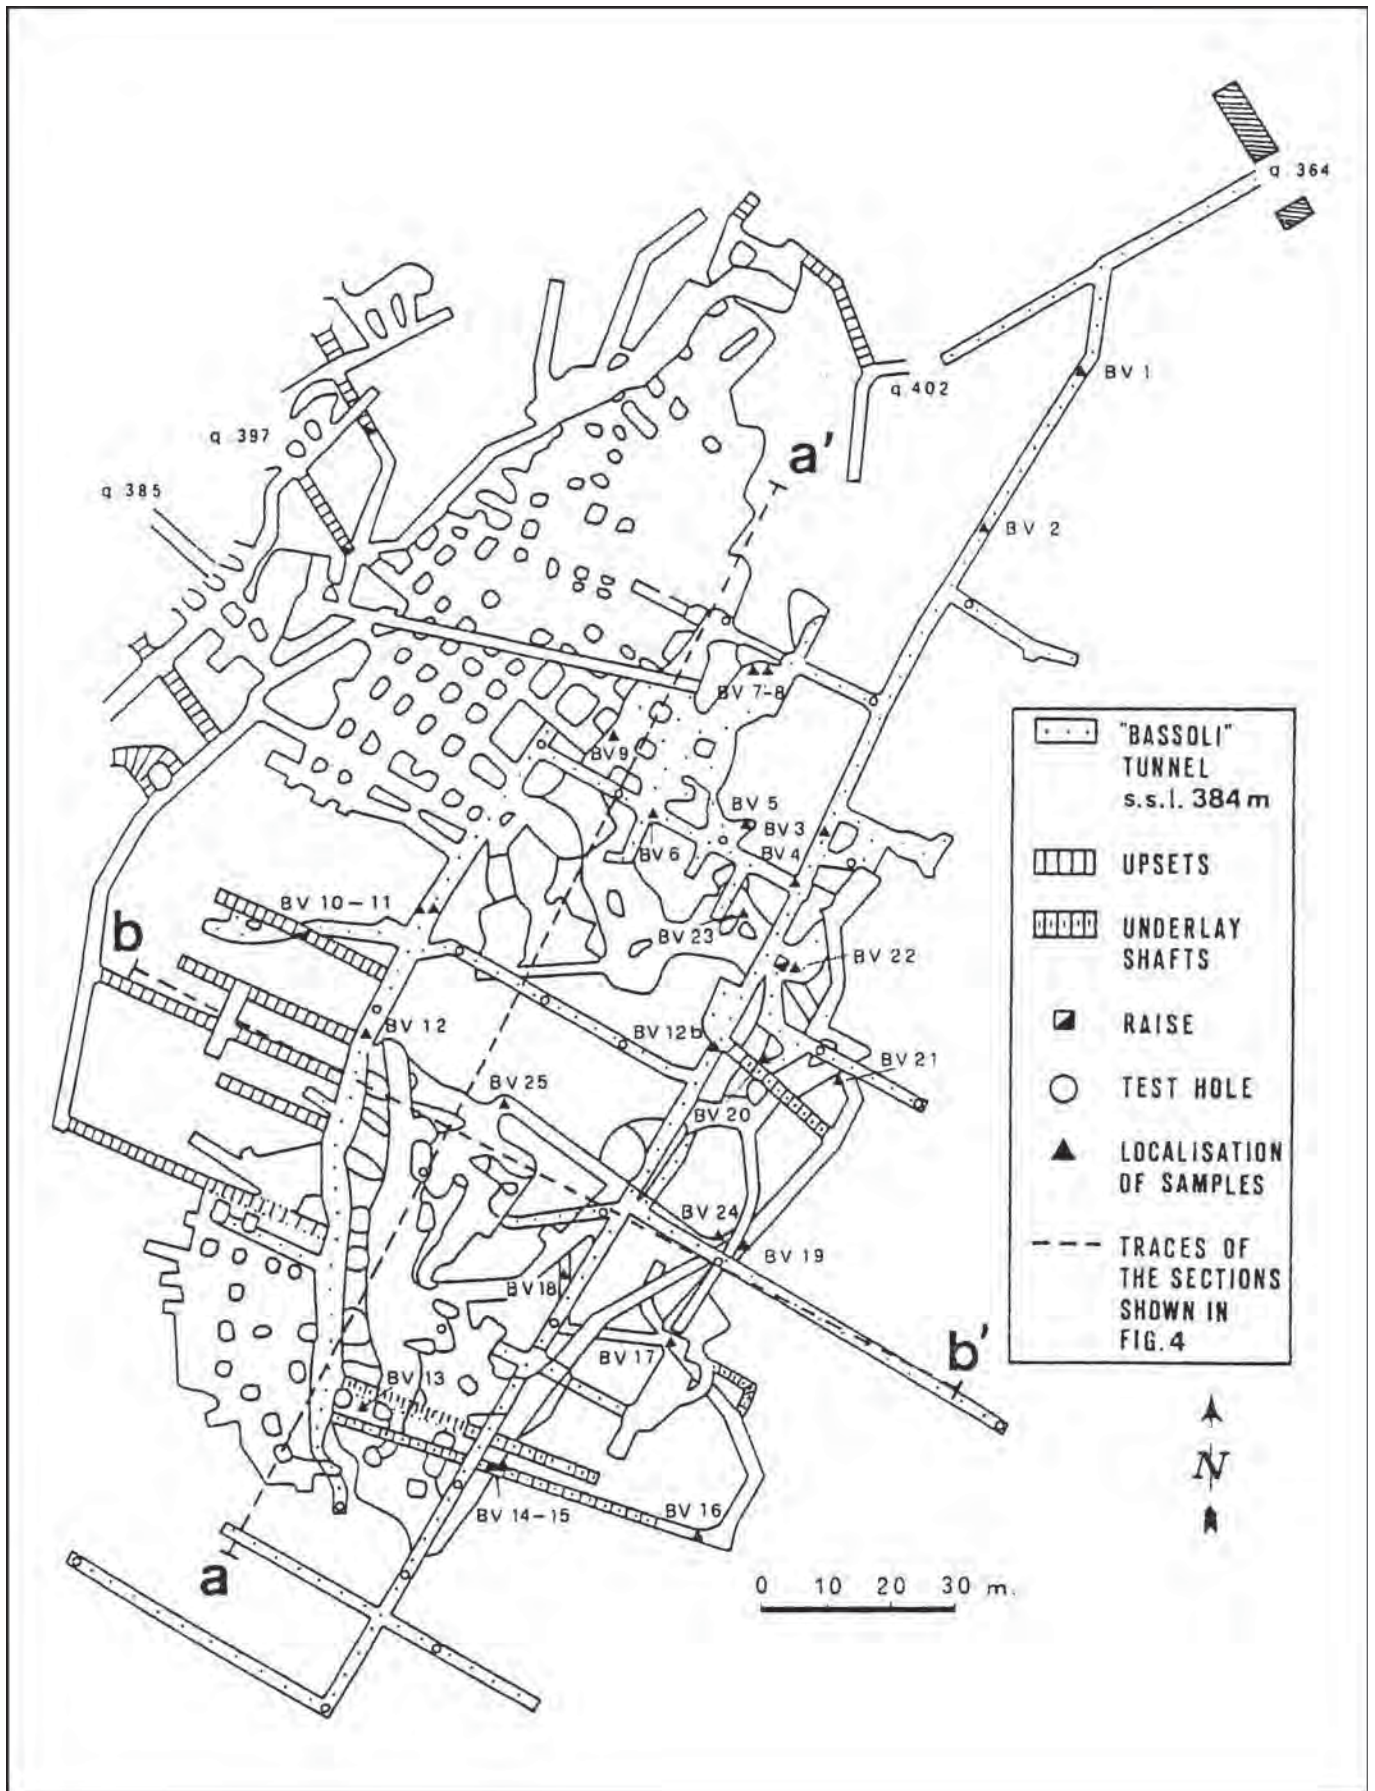 q. 364
BV 1
q. 402
a'
q. 397
q. 385
BV 2
BV 7-8
BV 9
BV 5
BV 3
BV 6
BV 4
BV 10-11
b
BV 23
BV 22
BV 12
BV 12b
BV 21
BV 25
BV 20
BV 24
BV 19
BV 18
BV 17
b'
BV 13
BV 14-15
BV 16
a
"BASSOLI"
TUNNEL
s.s.l. 384 m
UPSETS
UNDERLAY
SHAFTS
RAISE
TEST HOLE
LOCALISATION
OF SAMPLES
TRACES OF
THE SECTIONS
SHOWN IN
FIG. 4
N
0 10 20 30 m.